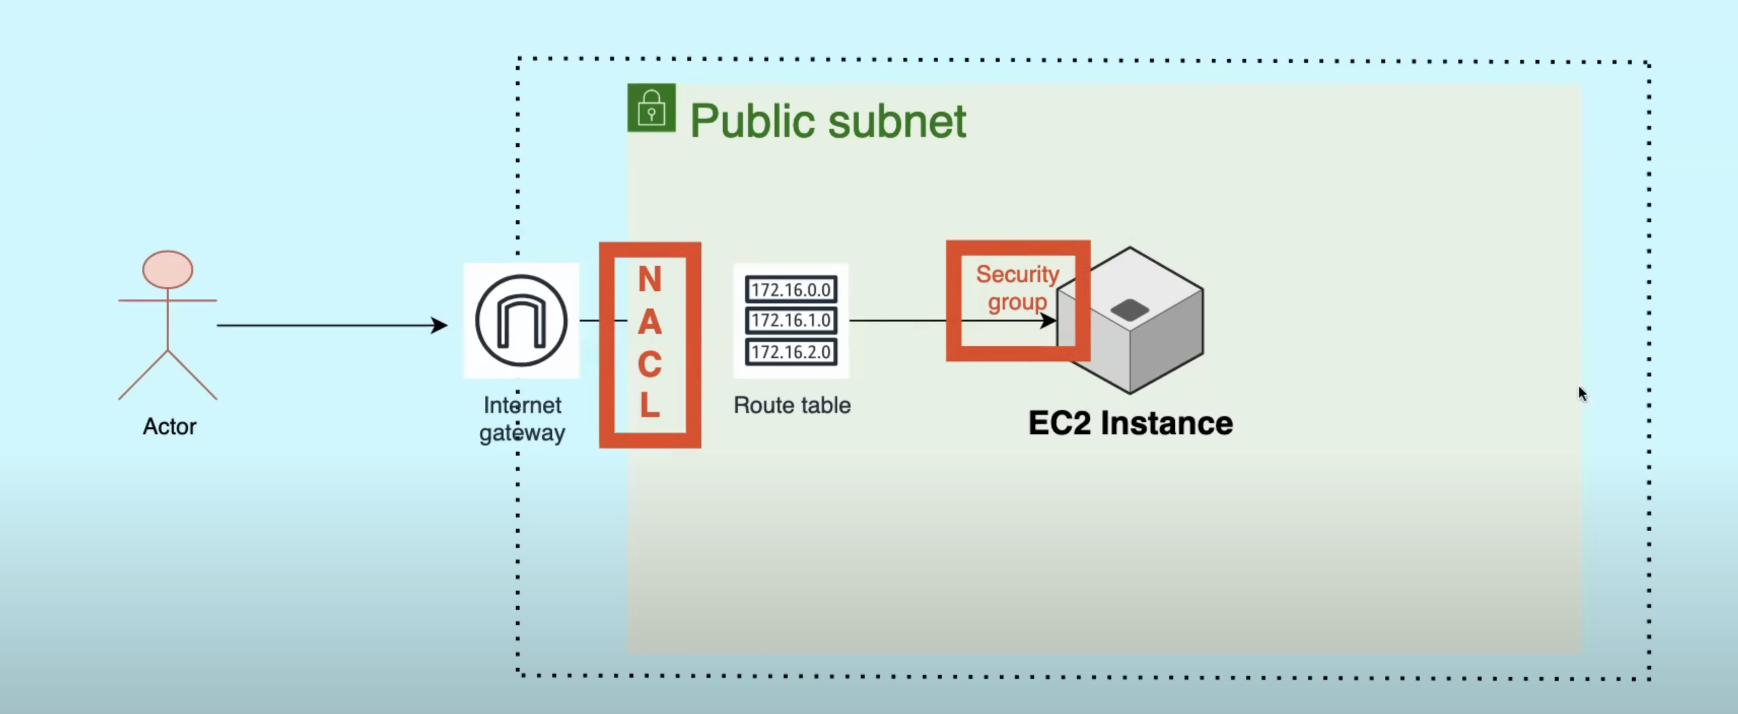 Public subnet
Actor
Internet
gateway
N
A
C
L
172.16.0.0
172.16.1.0
172.16.2.0
Route table
Security
group
EC2 Instance